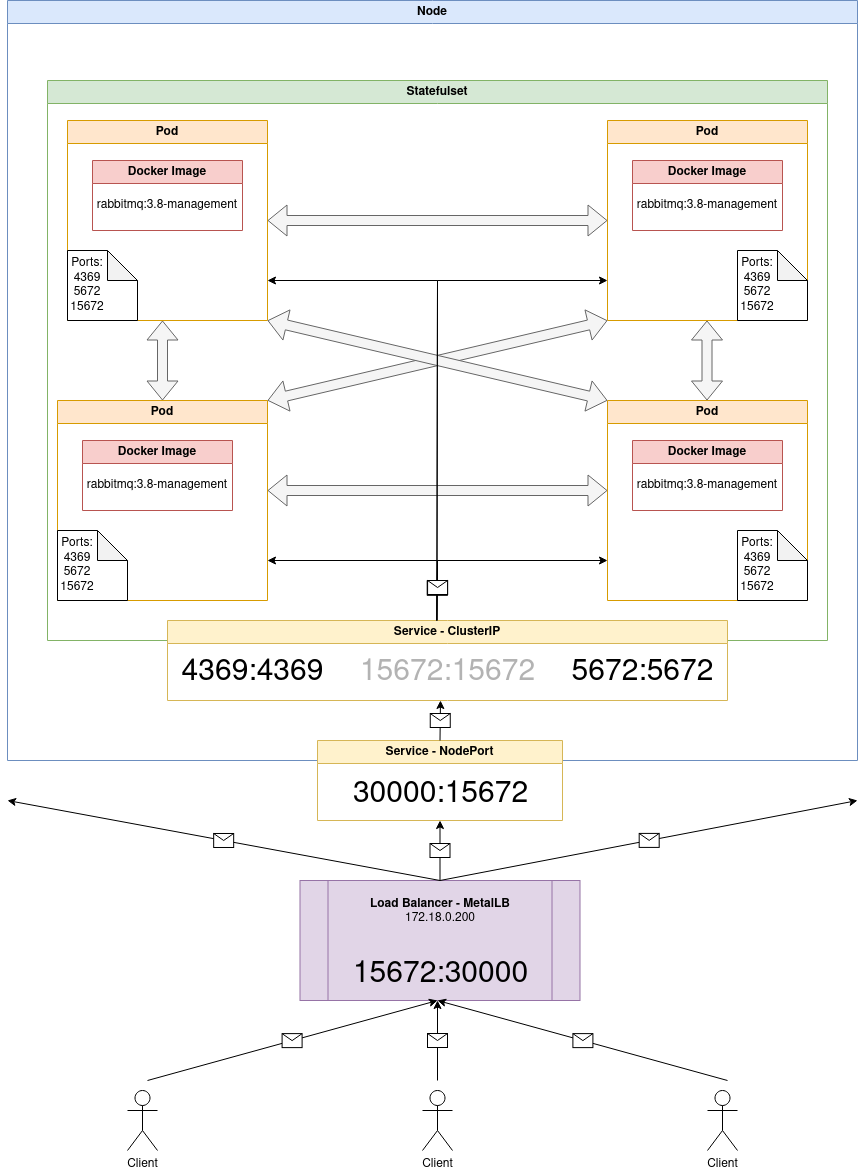 Node
Statefulset
Pod
Docker Image
rabbitmq:3.8-management
Ports:
4369
5672
15672
Pod
Docker Image
rabbitmq:3.8-management
Ports:
4369
5672
15672
Pod
Docker Image
rabbitmq:3.8-management
Ports:
4369
5672
15672
Pod
Docker Image
rabbitmq:3.8-management
Ports:
4369
5672
15672
Service - ClusterIP
4369:4369 15672:15672 5672:5672
Service - NodePort
30000:15672
Load Balancer - MetalLB
172.18.0.200
15672:30000
Client
Client
Client